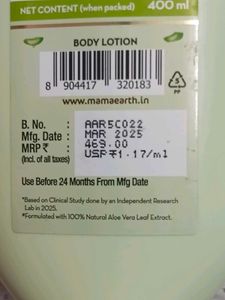 NET CONTENT (when packed) 400 ml
BODY LOTION
8 904417 320183
PP
www.mamaearth.in
B. No. : AAR5C022
Mfg. Date : MAR 2025
MRP ₹ : 469.00
(Incl. of all taxes) USP₹1.17/ml
Use Before 24 Months From Mfg Date
*Based on Clinical Study done by an Independent Research
Lab in 2025.
*Formulated with 100% Natural Aloe Vera Leaf Extract.